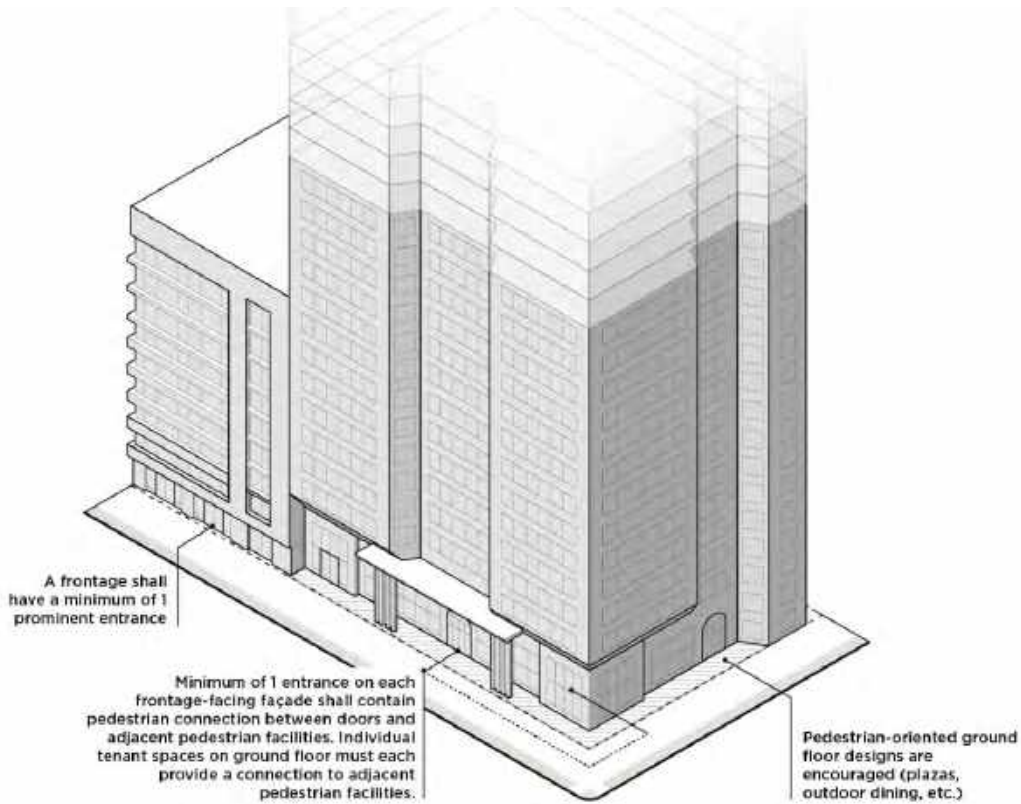 A frontage shall
have a minimum of 1
prominent entrance
Minimum of 1 entrance on each
frontage-facing façade shall contain
pedestrian connection between doors and
adjacent pedestrian facilities. Individual
tenant spaces on ground floor must each
provide a connection to adjacent
pedestrian facilities.
Pedestrian-oriented ground
floor designs are
encouraged (plazas,
outdoor dining, etc.)